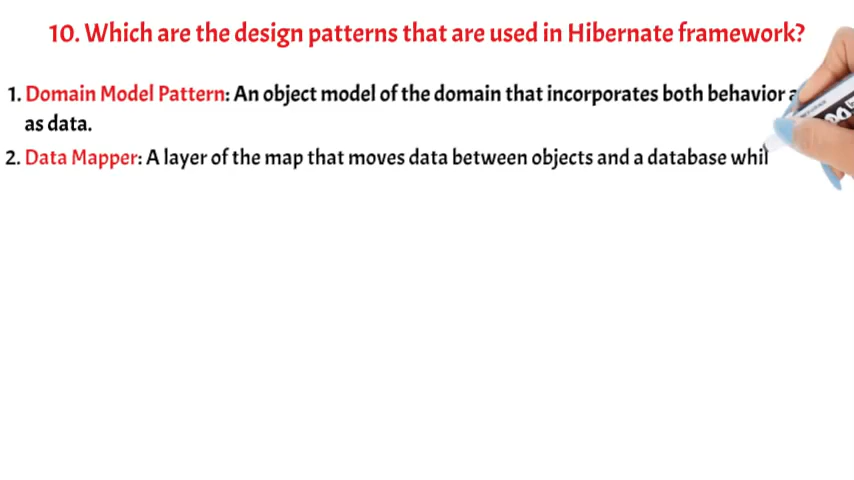 10. Which are the design patterns that are used in Hibernate framework?
1. Domain Model Pattern: An object model of the domain that incorporates both behavior
as data.
2. Data Mapper: A layer of the map that moves data between objects and a database whil